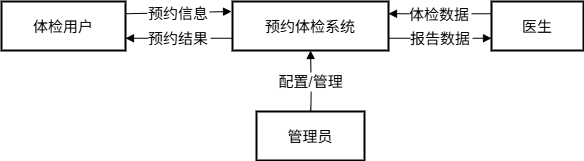 体检用户
预约信息
预约结果
预约体检系统
体检数据
报告数据
医生
配置/管理
管理员